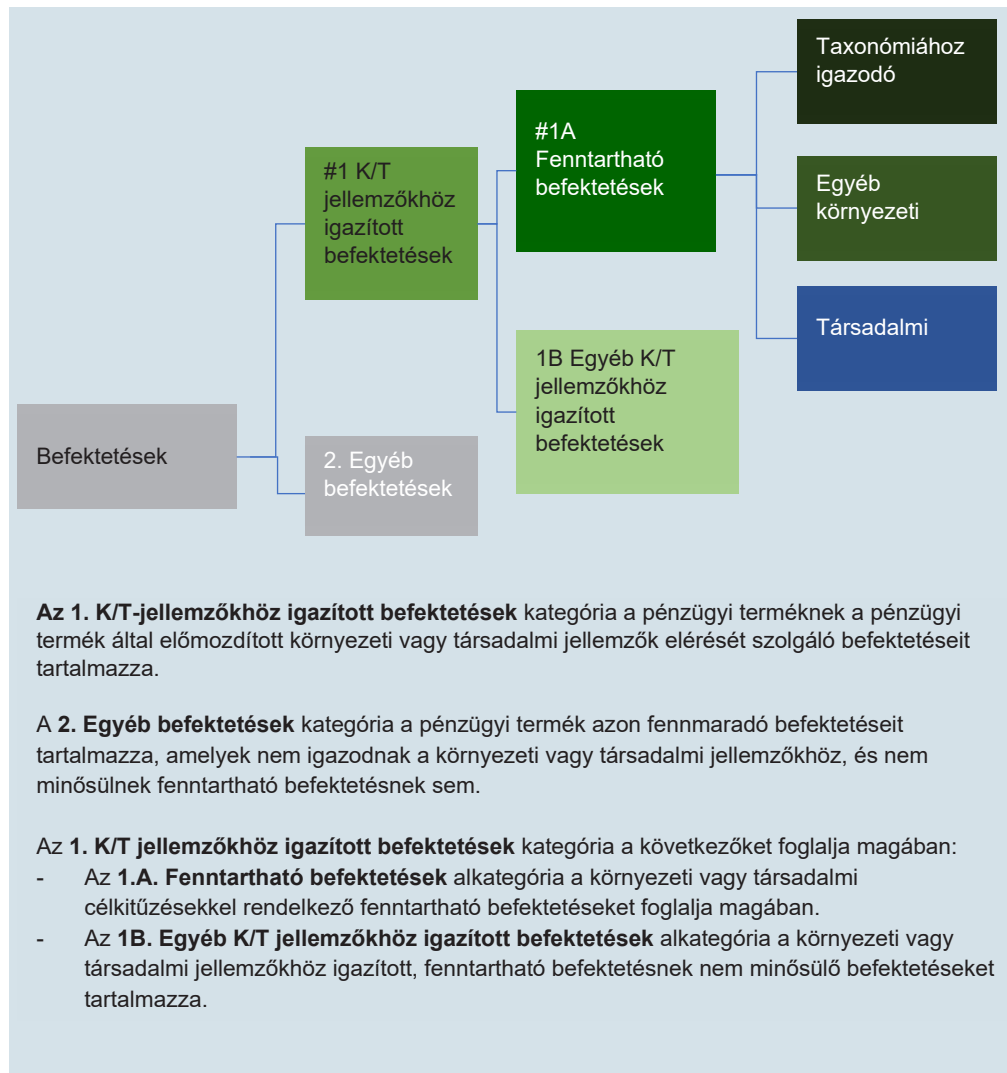 Taxonómiához
igazodó
#1A
Fenntartható
befektetések
#1 K/T
jellemzőkhöz
igazított
befektetések
Egyéb
környezeti
Társadalmi
1B Egyéb K/T
jellemzőkhöz
igazított
befektetések
Befektetések
2. Egyéb
befektetések
Az 1. K/T-jellemzőkhöz igazított befektetések kategória a pénzügyi terméknek a pénzügyi
termék által előmozdított környezeti vagy társadalmi jellemzők elérését szolgáló befektetéseit
tartalmazza.
A 2. Egyéb befektetések kategória a pénzügyi termék azon fennmaradó befektetéseit
tartalmazza, amelyek nem igazodnak a környezeti vagy társadalmi jellemzőkhöz, és nem
minősülnek fenntartható befektetésnek sem.
Az 1. K/T jellemzőkhöz igazított befektetések kategória a következőket foglalja magában:
- Az 1.A. Fenntartható befektetések alkategória a környezeti vagy társadalmi
célkitűzésekkel rendelkező fenntartható befektetéseket foglalja magában.
- Az 1B. Egyéb K/T jellemzőkhöz igazított befektetések alkategória a környezeti vagy
társadalmi jellemzőkhöz igazított, fenntartható befektetésnek nem minősülő befektetéseket
tartalmazza.